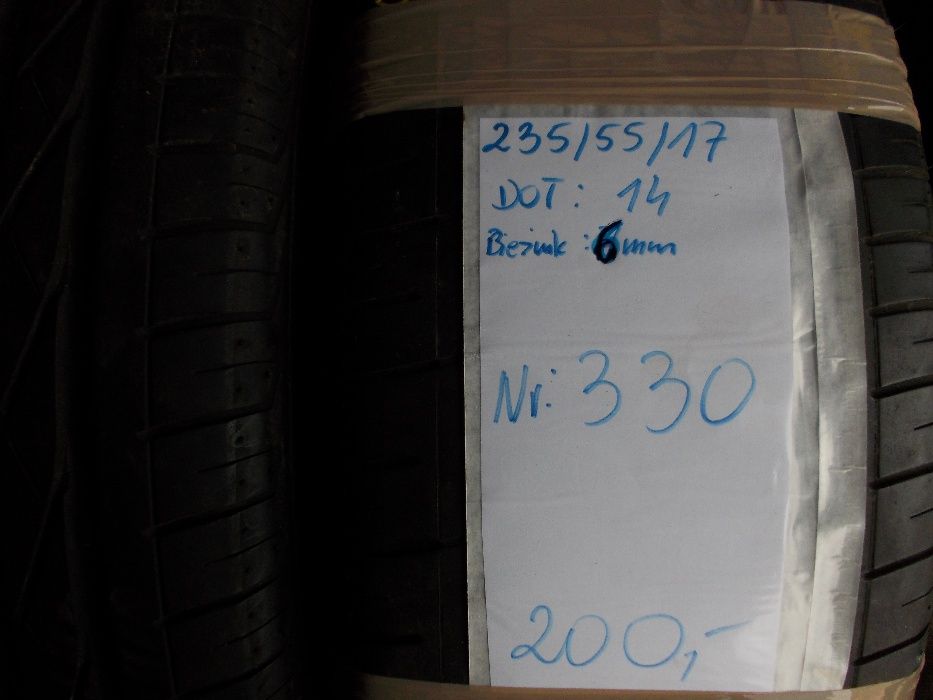 235/55/17
DOT: 14
Bieżnik: 6mm
Nr: 330
200,-